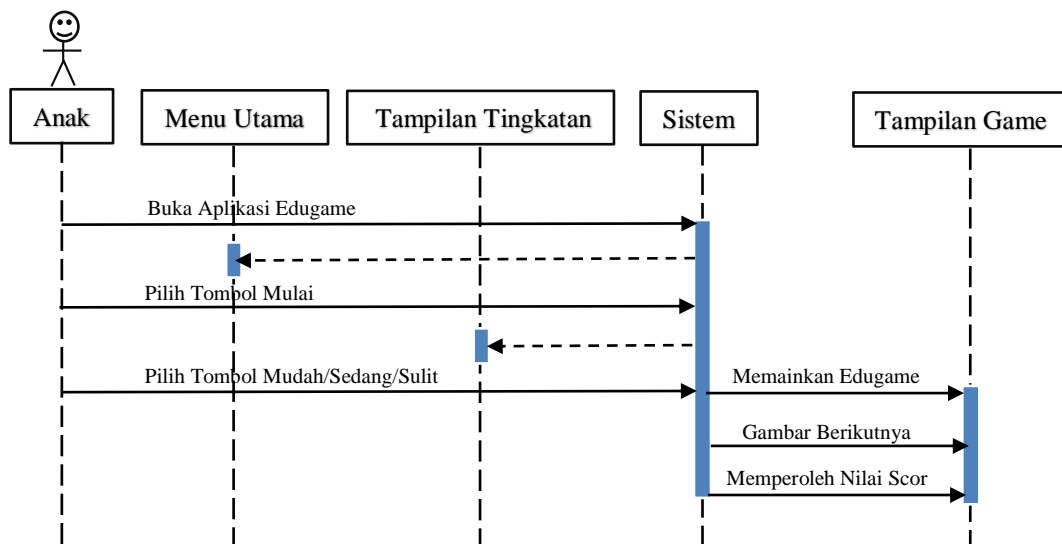 Anak
Menu Utama
Tampilan Tingkatan
Sistem
Tampilan Game
Buka Aplikasi Edugame
Pilih Tombol Mulai
Pilih Tombol Mudah/Sedang/Sulit
Memainkan Edugame
Gambar Berikutnya
Memperoleh Nilai Scor